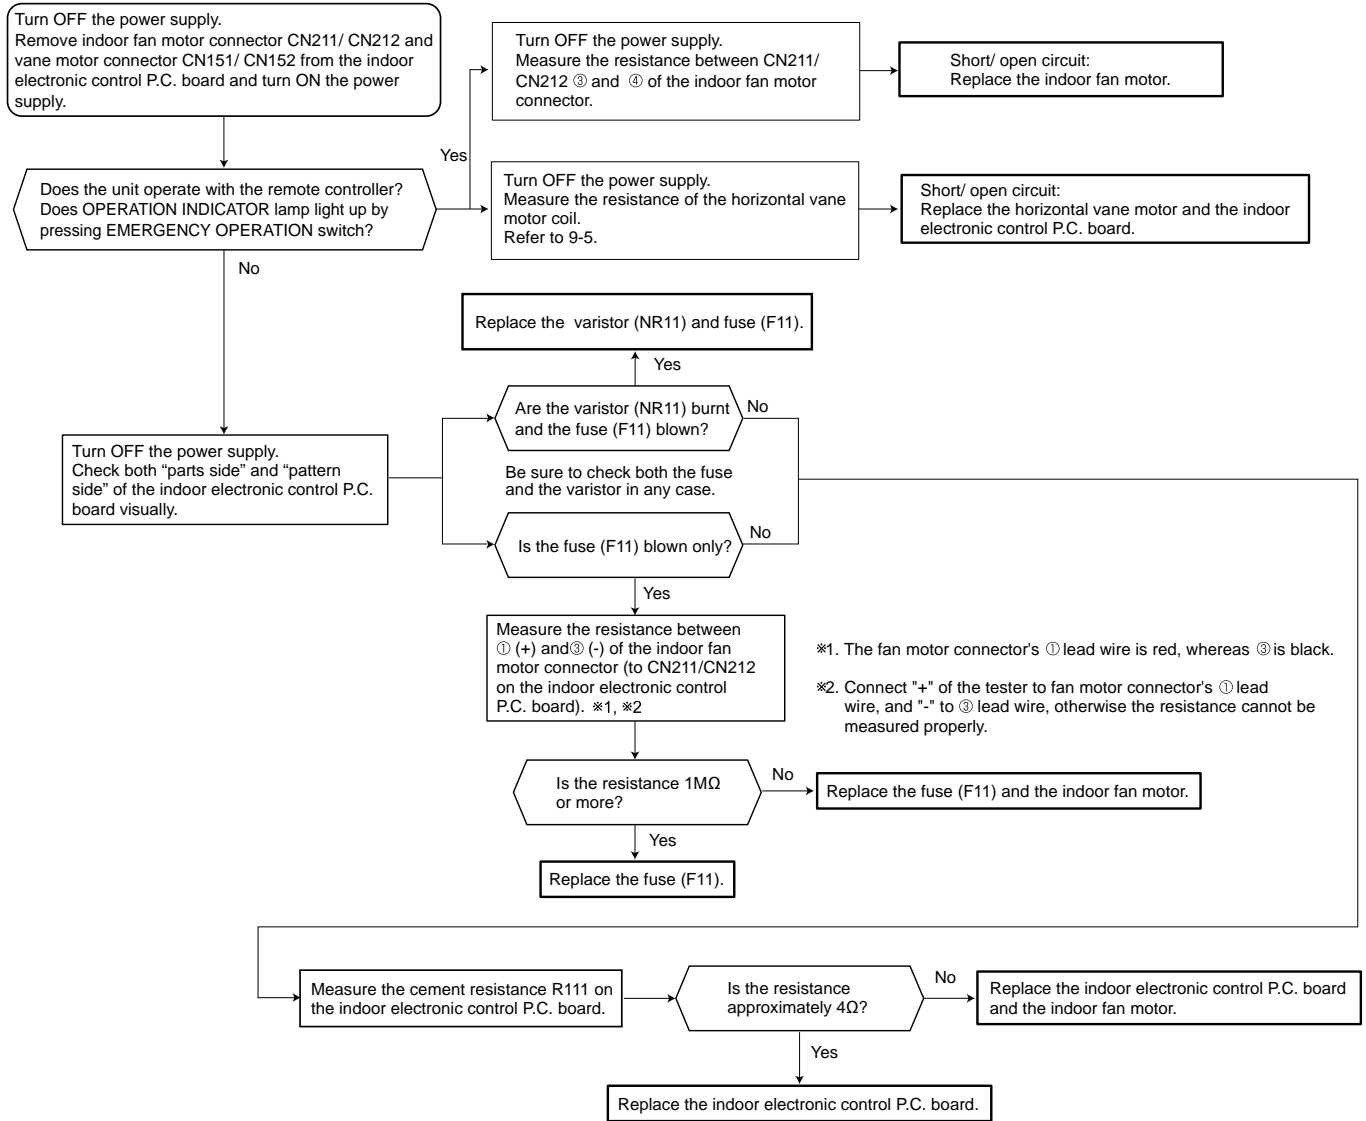 Turn OFF the power supply.
Remove indoor fan motor connector CN211/ CN212 and
vane motor connector CN151/ CN152 from the indoor
electronic control P.C. board and turn ON the power
supply.
Turn OFF the power supply.
Measure the resistance between CN211/
CN212 ③ and ④ of the indoor fan motor
connector.
Short/ open circuit:
Replace the indoor fan motor.
Yes
Does the unit operate with the remote controller?
Does OPERATION INDICATOR lamp light up by
pressing EMERGENCY OPERATION switch?
Turn OFF the power supply.
Measure the resistance of the horizontal vane
motor coil.
Refer to 9-5.
Short/ open circuit:
Replace the horizontal vane motor and the indoor
electronic control P.C. board.
No
Replace the varistor (NR11) and fuse (F11).
Yes
Are the varistor (NR11) burnt
and the fuse (F11) blown?
No
Turn OFF the power supply.
Check both “parts side” and “pattern
side” of the indoor electronic control P.C.
board visually.
Be sure to check both the fuse
and the varistor in any case.
Is the fuse (F11) blown only?
No
Yes
Measure the resistance between
① (+) and③ (-) of the indoor fan
motor connector (to CN211/CN212
on the indoor electronic control
P.C. board). ※1, ※2
※1. The fan motor connector's ① lead wire is red, whereas ③ is black.
※2. Connect "+" of the tester to fan motor connector's ① lead
wire, and "-" to ③ lead wire, otherwise the resistance cannot be
measured properly.
Is the resistance 1MΩ
or more?
No
Replace the fuse (F11) and the indoor fan motor.
Yes
Replace the fuse (F11).
Measure the cement resistance R111 on
the indoor electronic control P.C. board.
Is the resistance
approximately 4Ω?
No
Replace the indoor electronic control P.C. board
and the indoor fan motor.
Yes
Replace the indoor electronic control P.C. board.